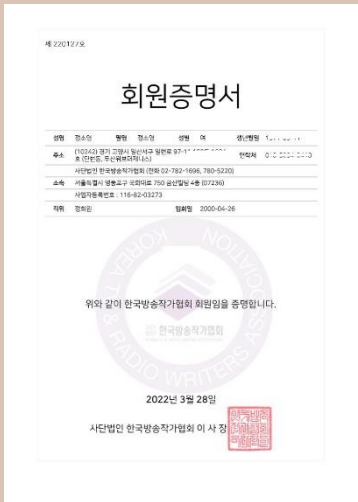 제 220127호
회원증명서
성명 정소영 필명 정소영 성별 여 생년월일
주소 (10242) 경기 고양시 일산서구 일현로 97-1
호 (탄현동, 두산위브더제니스) 연락처
사단법인 한국방송작가협회 (전화 02-782-1696, 780-5220)
소속 서울특별시 영등포구 국회대로 750 금산빌딩 4층 (07236)
사업자등록번호 : 116-82-03273
직위 정회원 입회일 2000-04-26
KOREA TV & RADIO WRITERS ASSOCIATION
위와 같이 한국방송작가협회 회원임을 증명합니다.
한국방송작가협회
2022년 3월 28일
사단법인 한국방송작가협회 이 사 장